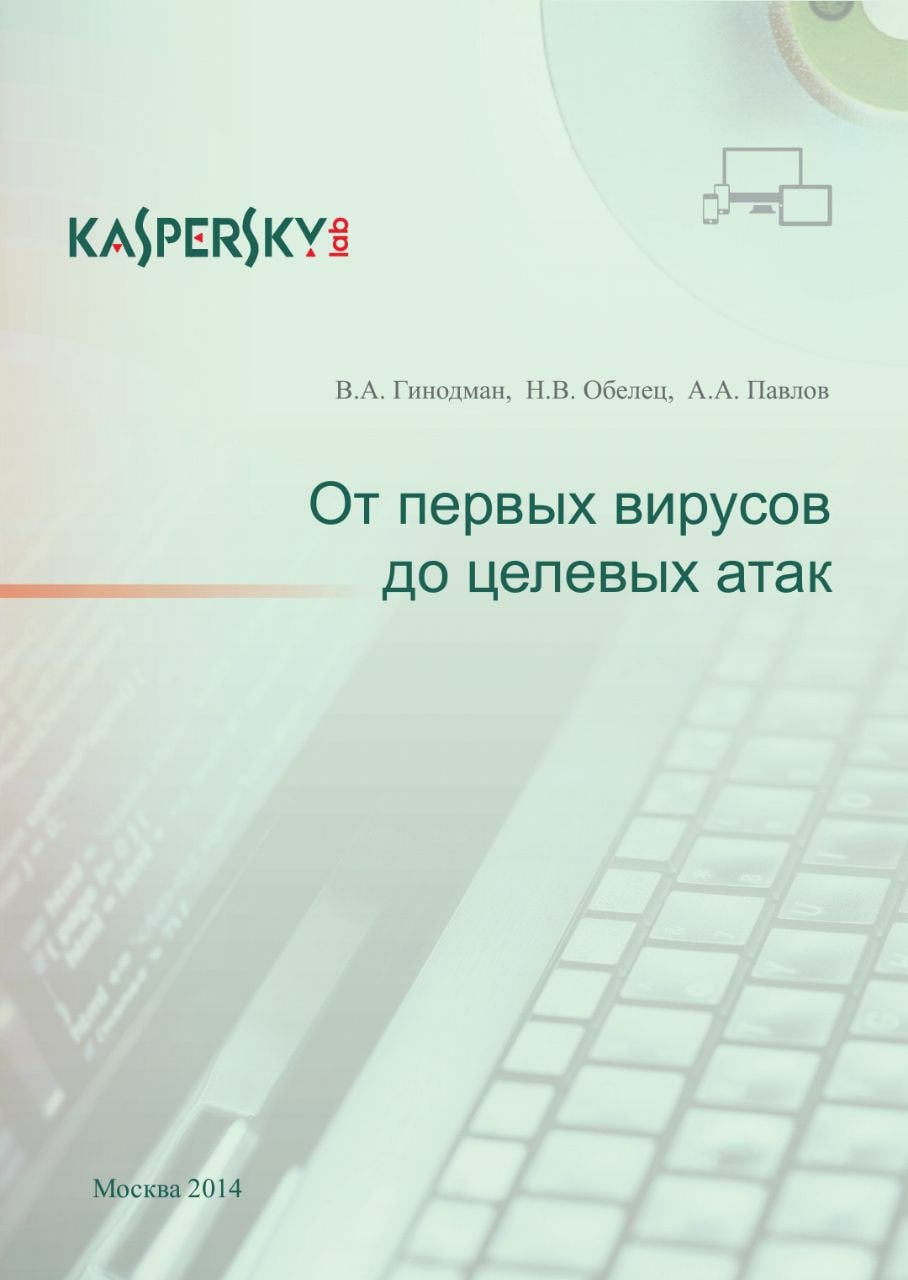 KASPERSKY lab
В.А. Гинодман, Н.В. Обелец, А.А. Павлов
От первых вирусов
до целевых атак
Москва 2014